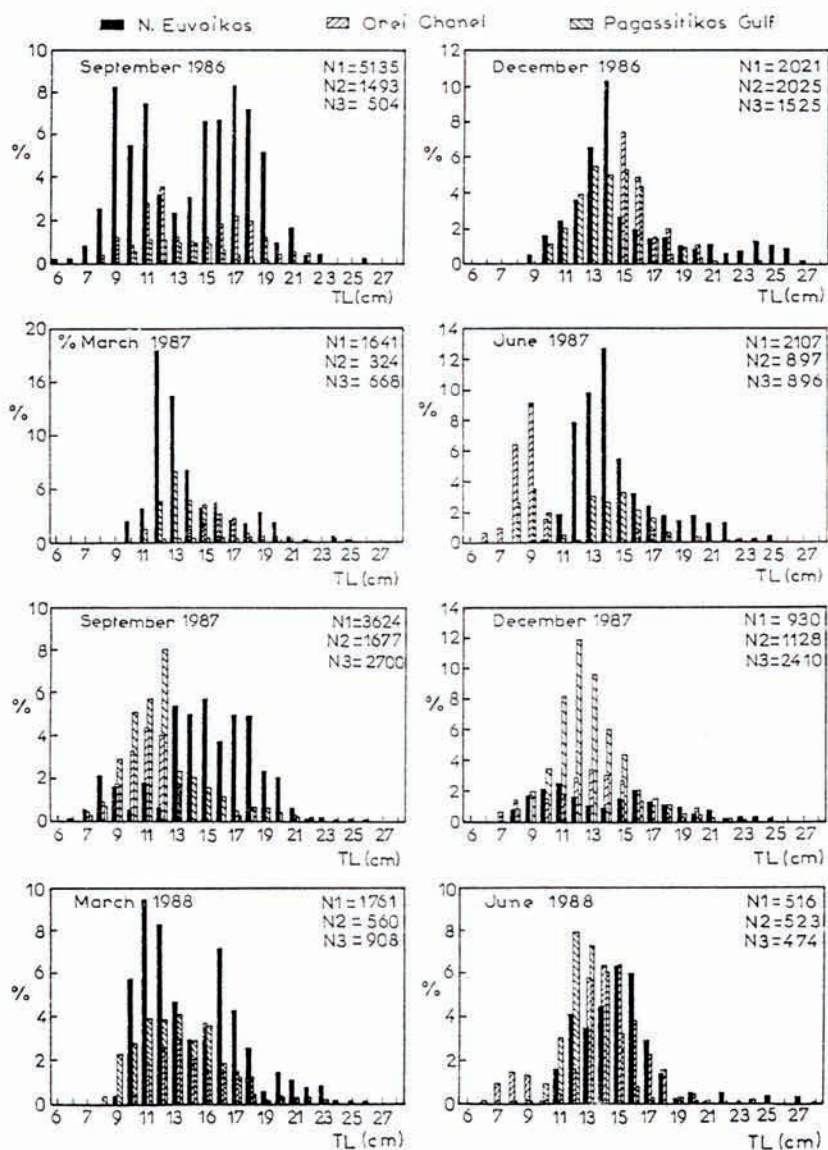 N. Euvoikos Orei Chanel Pagassitikos Gulf
September 1986
N1=5135
N2=1493
N3= 504
10
8
6
4
2
0
%
6 7 9 11 13 15 17 19 21 23 25 27
TL(cm)
December 1986
N1=2021
N2=2025
N3=1525
12
10
8
6
4
2
0
%
6 7 9 11 13 15 17 19 21 23 25 27
TL(cm)
% March 1987
N1=1641
N2= 324
N3= 668
20
16
10
6
0
%
6 7 9 11 13 15 17 19 21 23 25 27
TL(cm)
June 1987
N1=2107
N2= 897
N3= 896
14
12
10
8
6
4
2
0
%
6 7 9 11 13 15 17 19 21 23 25 27
TL(cm)
September 1987
N1=3624
N2=1677
N3=2700
10
8
6
4
2
0
%
6 7 9 11 13 15 17 19 21 23 25 27
TL(cm)
December 1987
N1= 930
N2=1128
N3=2410
14
12
10
8
6
4
2
0
%
6 7 9 11 13 15 17 19 21 23 25 27
TL(cm)
March 1988
N1=1751
N2= 560
N3= 908
10
8
6
4
2
0
%
6 7 9 11 13 15 17 19 21 23 25 27
TL(cm)
June 1988
N1= 516
N2= 523
N3= 474
10
8
6
4
2
0
%
6 7 9 11 13 15 17 19 21 23 25 27
TL(cm)